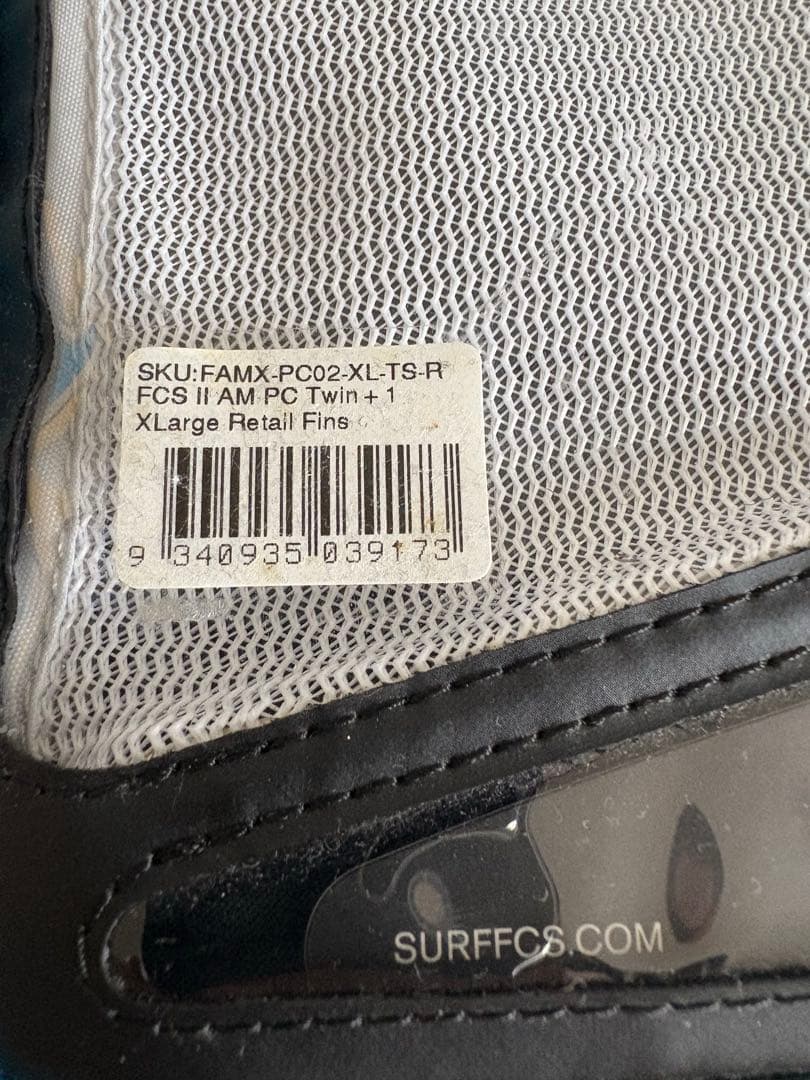 SKU:FAMX-PC02-XL-TS-R
FCS II AM PC Twin + 1
XLarge Retail Fins
9 340935 039173
SURFFCS.COM